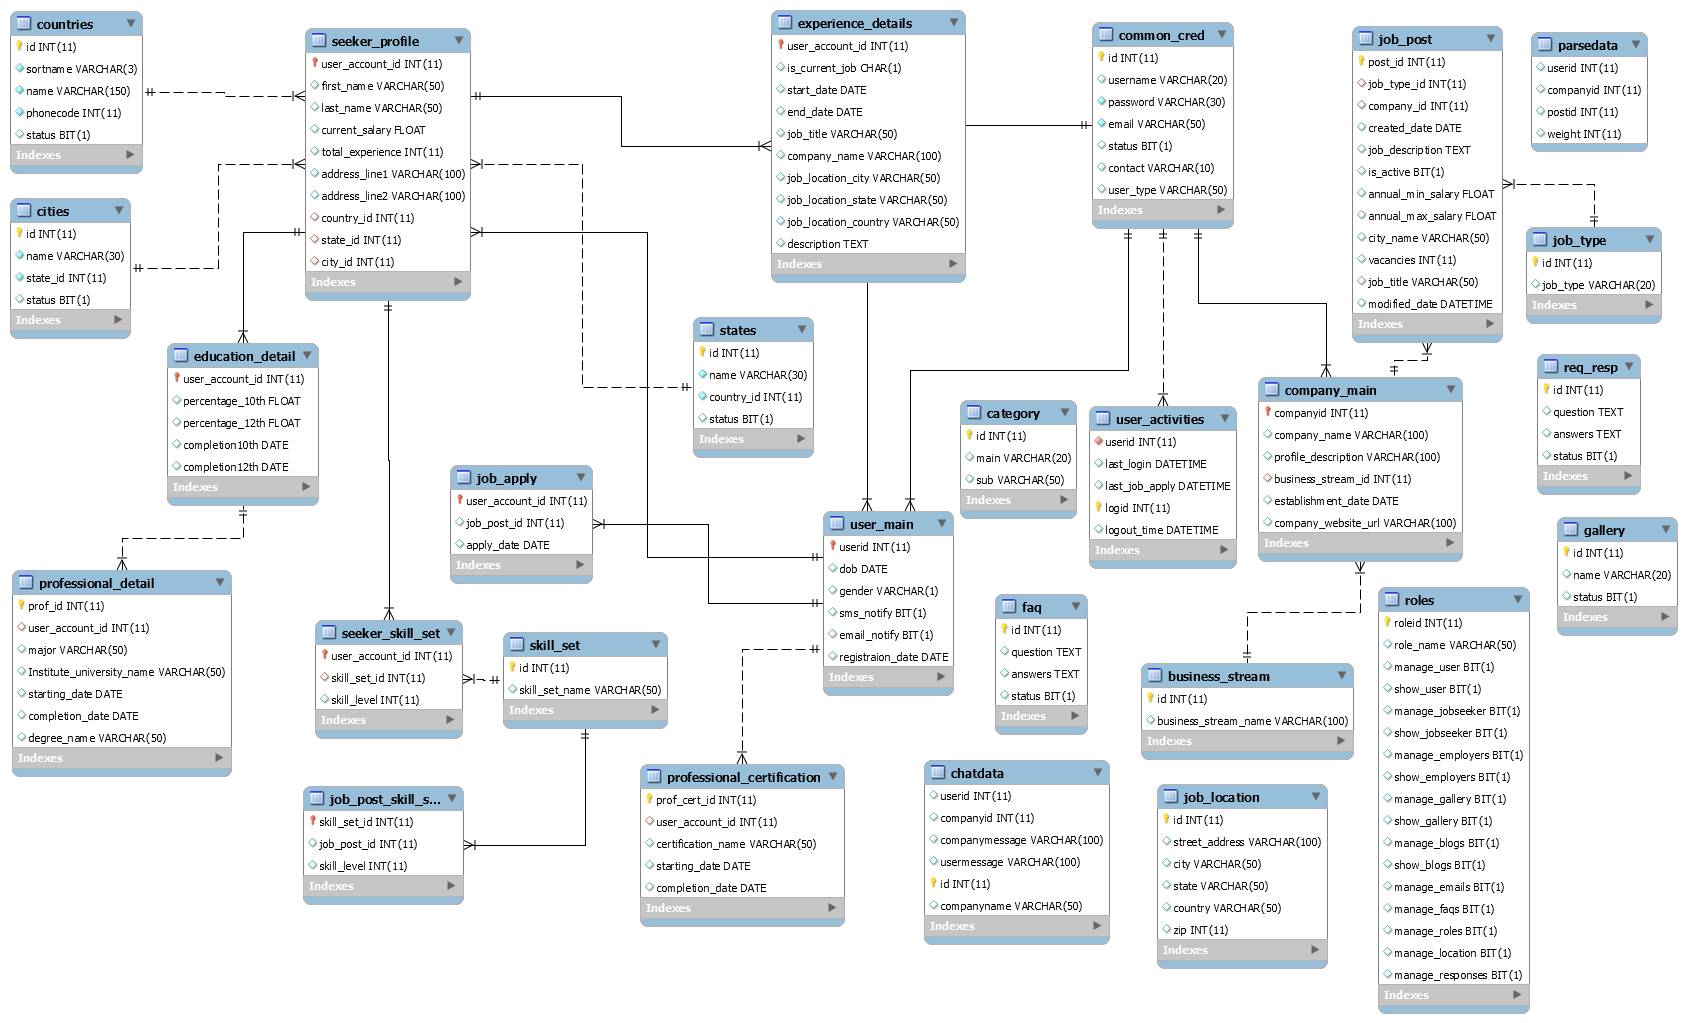 countries
id INT(11)
sortname VARCHAR(3)
name VARCHAR(150)
phonecode INT(11)
status BIT(1)
Indexes
cities
id INT(11)
name VARCHAR(30)
state_id INT(11)
status BIT(1)
Indexes
seeker_profile
user_account_id INT(11)
first_name VARCHAR(50)
last_name VARCHAR(50)
current_salary FLOAT
total_experience INT(11)
address_line1 VARCHAR(100)
address_line2 VARCHAR(100)
country_id INT(11)
state_id INT(11)
city_id INT(11)
Indexes
experience_details
user_account_id INT(11)
is_current_job CHAR(1)
start_date DATE
end_date DATE
job_title VARCHAR(50)
company_name VARCHAR(100)
job_location_city VARCHAR(50)
job_location_state VARCHAR(50)
job_location_country VARCHAR(50)
description TEXT
Indexes
common_cred
id INT(11)
username VARCHAR(20)
password VARCHAR(30)
email VARCHAR(50)
status BIT(1)
contact VARCHAR(10)
user_type VARCHAR(50)
Indexes
job_post
post_id INT(11)
job_type_id INT(11)
company_id INT(11)
created_date DATE
job_description TEXT
is_active BIT(1)
annual_min_salary FLOAT
annual_max_salary FLOAT
city_name VARCHAR(50)
vacancies INT(11)
job_title VARCHAR(50)
modified_date DATETIME
Indexes
parsedata
userid INT(11)
companyid INT(11)
postid INT(11)
weight INT(11)
Indexes
job_type
id INT(11)
job_type VARCHAR(20)
Indexes
education_detail
user_account_id INT(11)
percentage_10th FLOAT
percentage_12th FLOAT
completion10th DATE
completion12th DATE
Indexes
states
id INT(11)
name VARCHAR(30)
country_id INT(11)
status BIT(1)
Indexes
category
id INT(11)
main VARCHAR(20)
sub VARCHAR(50)
Indexes
user_activities
userid INT(11)
last_login DATETIME
last_job_apply DATETIME
logid INT(11)
logout_time DATETIME
Indexes
company_main
companyid INT(11)
company_name VARCHAR(100)
profile_description VARCHAR(100)
business_stream_id INT(11)
establishment_date DATE
company_website_url VARCHAR(100)
Indexes
req_resp
id INT(11)
question TEXT
answers TEXT
status BIT(1)
Indexes
job_apply
user_account_id INT(11)
job_post_id INT(11)
apply_date DATE
Indexes
user_main
userid INT(11)
dob DATE
gender VARCHAR(1)
sms_notify BIT(1)
email_notify BIT(1)
registraion_date DATE
Indexes
gallery
id INT(11)
name VARCHAR(20)
status BIT(1)
Indexes
professional_detail
prof_id INT(11)
user_account_id INT(11)
major VARCHAR(50)
Institute_university_name VARCHAR(50)
starting_date DATE
completion_date DATE
degree_name VARCHAR(50)
Indexes
seeker_skill_set
user_account_id INT(11)
skill_set_id INT(11)
skill_level INT(11)
Indexes
skill_set
id INT(11)
skill_set_name VARCHAR(50)
Indexes
faq
id INT(11)
question TEXT
answers TEXT
status BIT(1)
Indexes
business_stream
id INT(11)
business_stream_name VARCHAR(100)
Indexes
roles
roleid INT(11)
role_name VARCHAR(50)
manage_user BIT(1)
show_user BIT(1)
manage_jobseeker BIT(1)
show_jobseeker BIT(1)
manage_employers BIT(1)
show_employers BIT(1)
manage_gallery BIT(1)
show_gallery BIT(1)
manage_blogs BIT(1)
show_blogs BIT(1)
manage_emails BIT(1)
manage_faqs BIT(1)
manage_roles BIT(1)
manage_location BIT(1)
manage_responses BIT(1)
Indexes
job_post_skill_s...
skill_set_id INT(11)
job_post_id INT(11)
skill_level INT(11)
Indexes
professional_certification
prof_cert_id INT(11)
user_account_id INT(11)
certification_name VARCHAR(50)
starting_date DATE
completion_date DATE
Indexes
chatdata
userid INT(11)
companyid INT(11)
companymessage VARCHAR(100)
usermessage VARCHAR(100)
id INT(11)
companyname VARCHAR(50)
Indexes
job_location
id INT(11)
street_address VARCHAR(100)
city VARCHAR(50)
state VARCHAR(50)
country VARCHAR(50)
zip INT(11)
Indexes